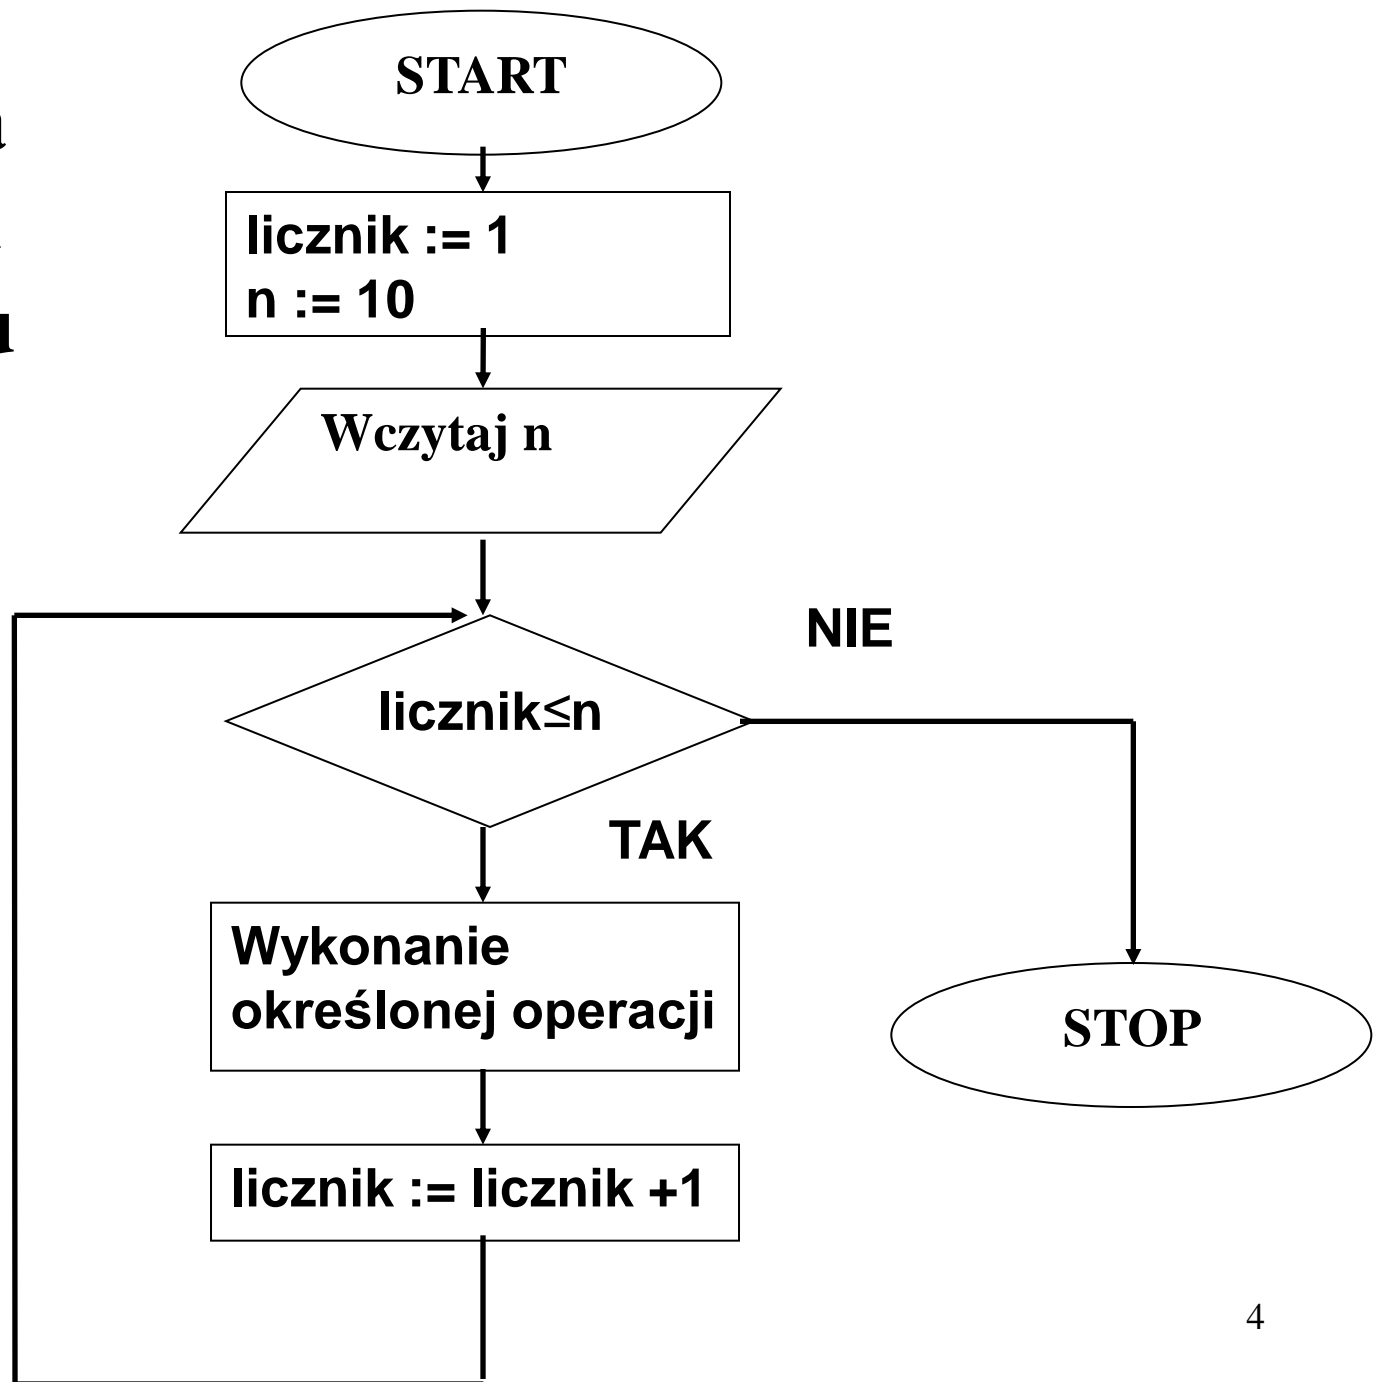 START
licznik := 1
n := 10
Wczytaj n
licznik≤n
NIE
TAK
Wykonanie
określonej operacji
licznik := licznik +1
STOP
4